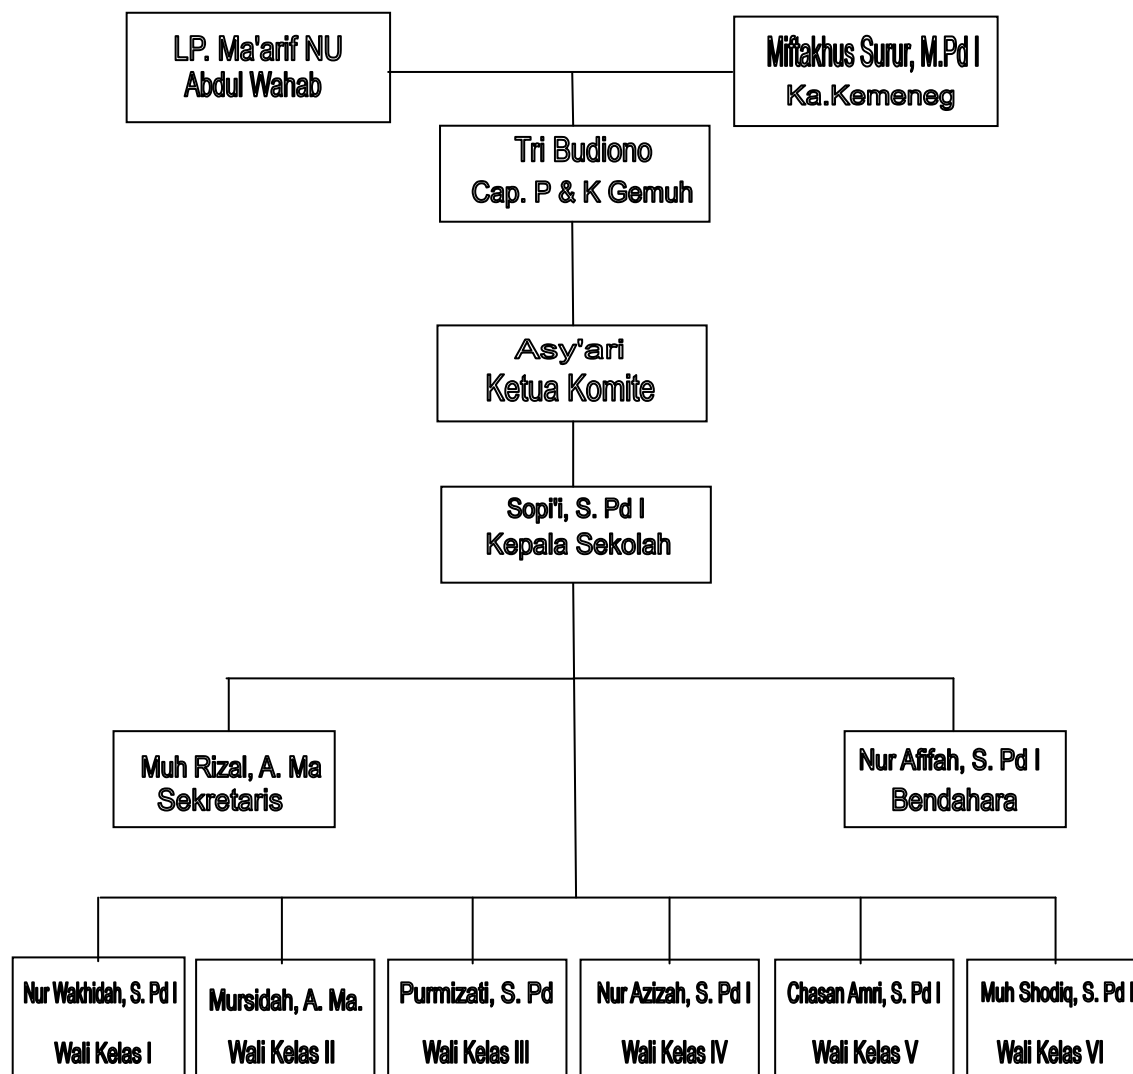 LP. Ma'arif NU
Abdul Wahab
Miftakhus Surur, M.Pd I
Ka.Kemeneg
Tri Budiono
Cap. P & K Gemuh
Asy'ari
Ketua Komite
Sopi'i, S. Pd I
Kepala Sekolah
Muh Rizal, A. Ma
Sekretaris
Nur Afifah, S. Pd I
Bendahara
Nur Wakhidah, S. Pd I
Wali Kelas I
Mursidah, A. Ma.
Wali Kelas II
Purmizati, S. Pd
Wali Kelas III
Nur Azizah, S. Pd I
Wali Kelas IV
Chasan Amri, S. Pd I
Wali Kelas V
Muh Shodiq, S. Pd I
Wali Kelas VI